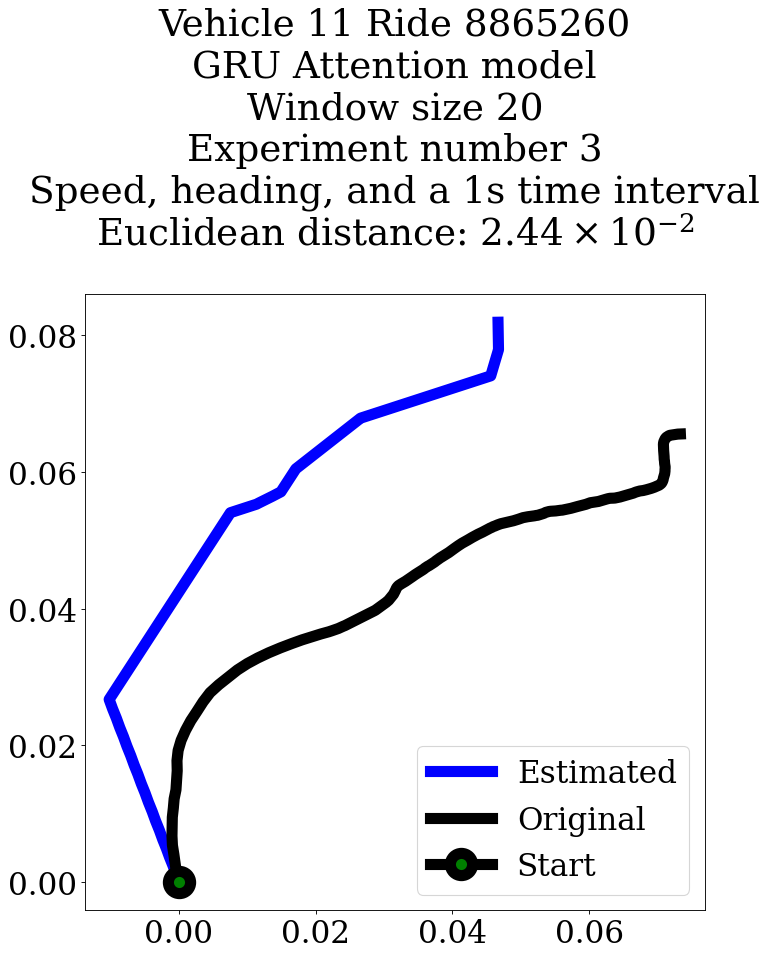 Vehicle 11 Ride 8865260
GRU Attention model
Window size 20
Experiment number 3
Speed, heading, and a 1s time interval
Euclidean distance: 2.44 × 10⁻²
0.08
0.06
0.04
0.02
0.00
Estimated
Original
Start
0.00 0.02 0.04 0.06